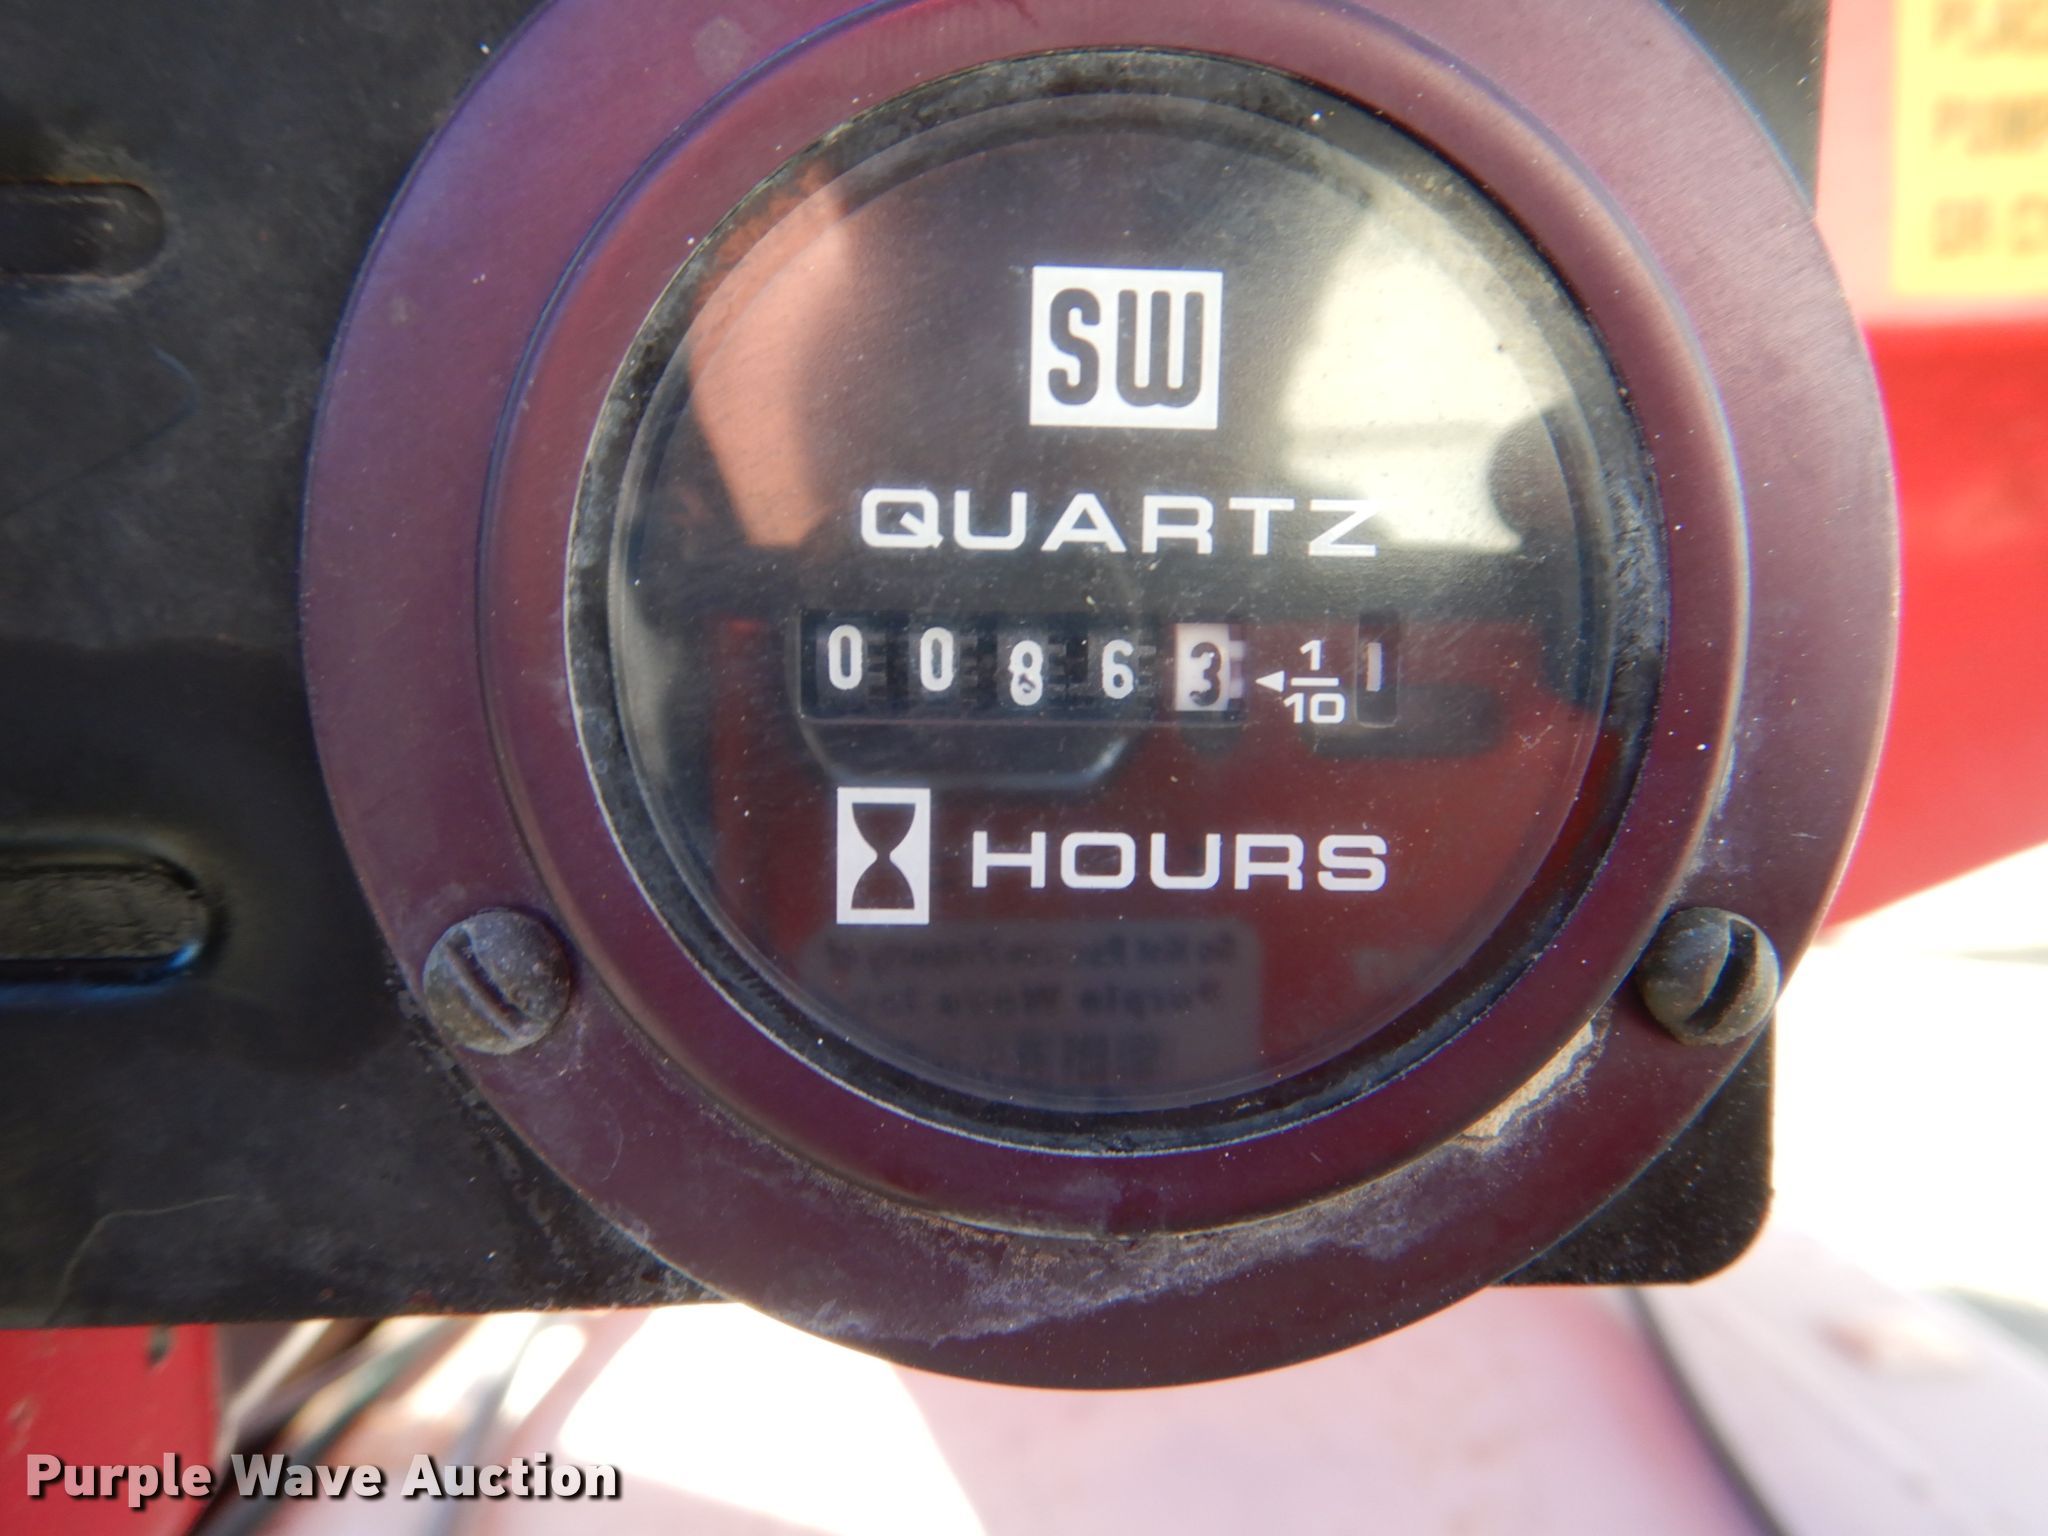 SW
QUARTZ
0 0 8 6 3 ◄ 1/10 1
HOURS
Purple Wave Auction